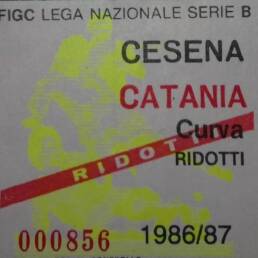 FIGC LEGA NAZIONALE SERIE B
CESENA
CATANIA
Curva
RIDOTTI
RIDOTTI
000856
1986/87